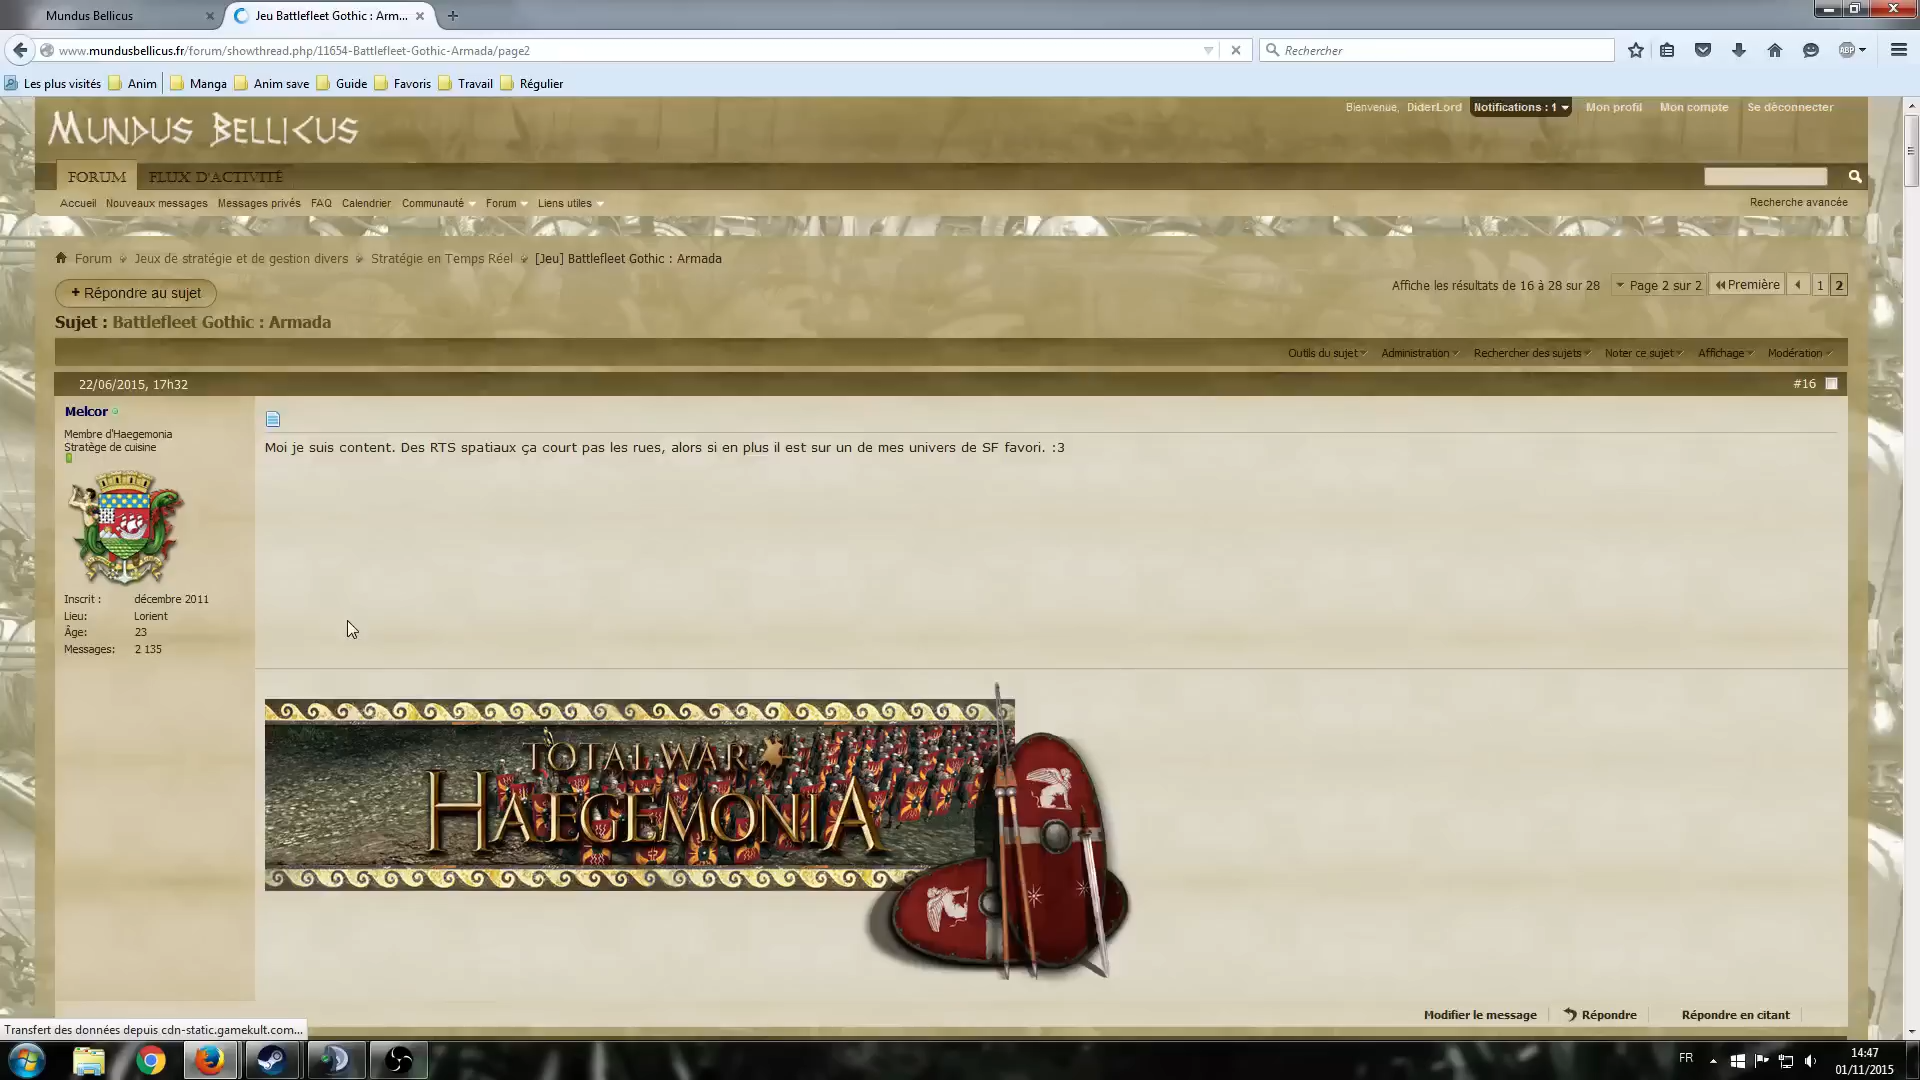 Mundus Bellicus
Jeu Battlefleet Gothic : Arm...
www.mundusbellicus.fr/forum/showthread.php/11654-Battlefleet-Gothic-Armada/page2
Rechercher
ABP
Les plus visités Anim Manga Anim save Guide Favoris Travail Régulier
Bienvenue, DiderLord Notifications : 1 Mon profil Mon compte Se déconnecter
MUNDUS BELLICUS
FORUM FLUX D'ACTIVITÉ
Accueil Nouveaux messages Messages privés FAQ Calendrier Communauté Forum Liens utiles
Recherche avancée
Forum Jeux de stratégie et de gestion divers Stratégie en Temps Réel [Jeu] Battlefleet Gothic : Armada
+ Répondre au sujet
Affiche les résultats de 16 à 28 sur 28 Page 2 sur 2 Première 1 2
Sujet : Battlefleet Gothic : Armada
Outils du sujet Administration Rechercher des sujets Noter ce sujet Affichage Modération
22/06/2015, 17h32 #16
Melcor
Membre d'Haegemonia
Stratège de cuisine
Inscrit : décembre 2011
Lieu: Lorient
Âge: 23
Messages: 2 135
Moi je suis content. Des RTS spatiaux ça court pas les rues, alors si en plus il est sur un de mes univers de SF favori. :3
TOTAL WAR
HAEGEMONIA
Modifier le message Répondre Répondre en citant
Transfert des données depuis cdn-static.gamekult.com...
FR
14:47
01/11/2015